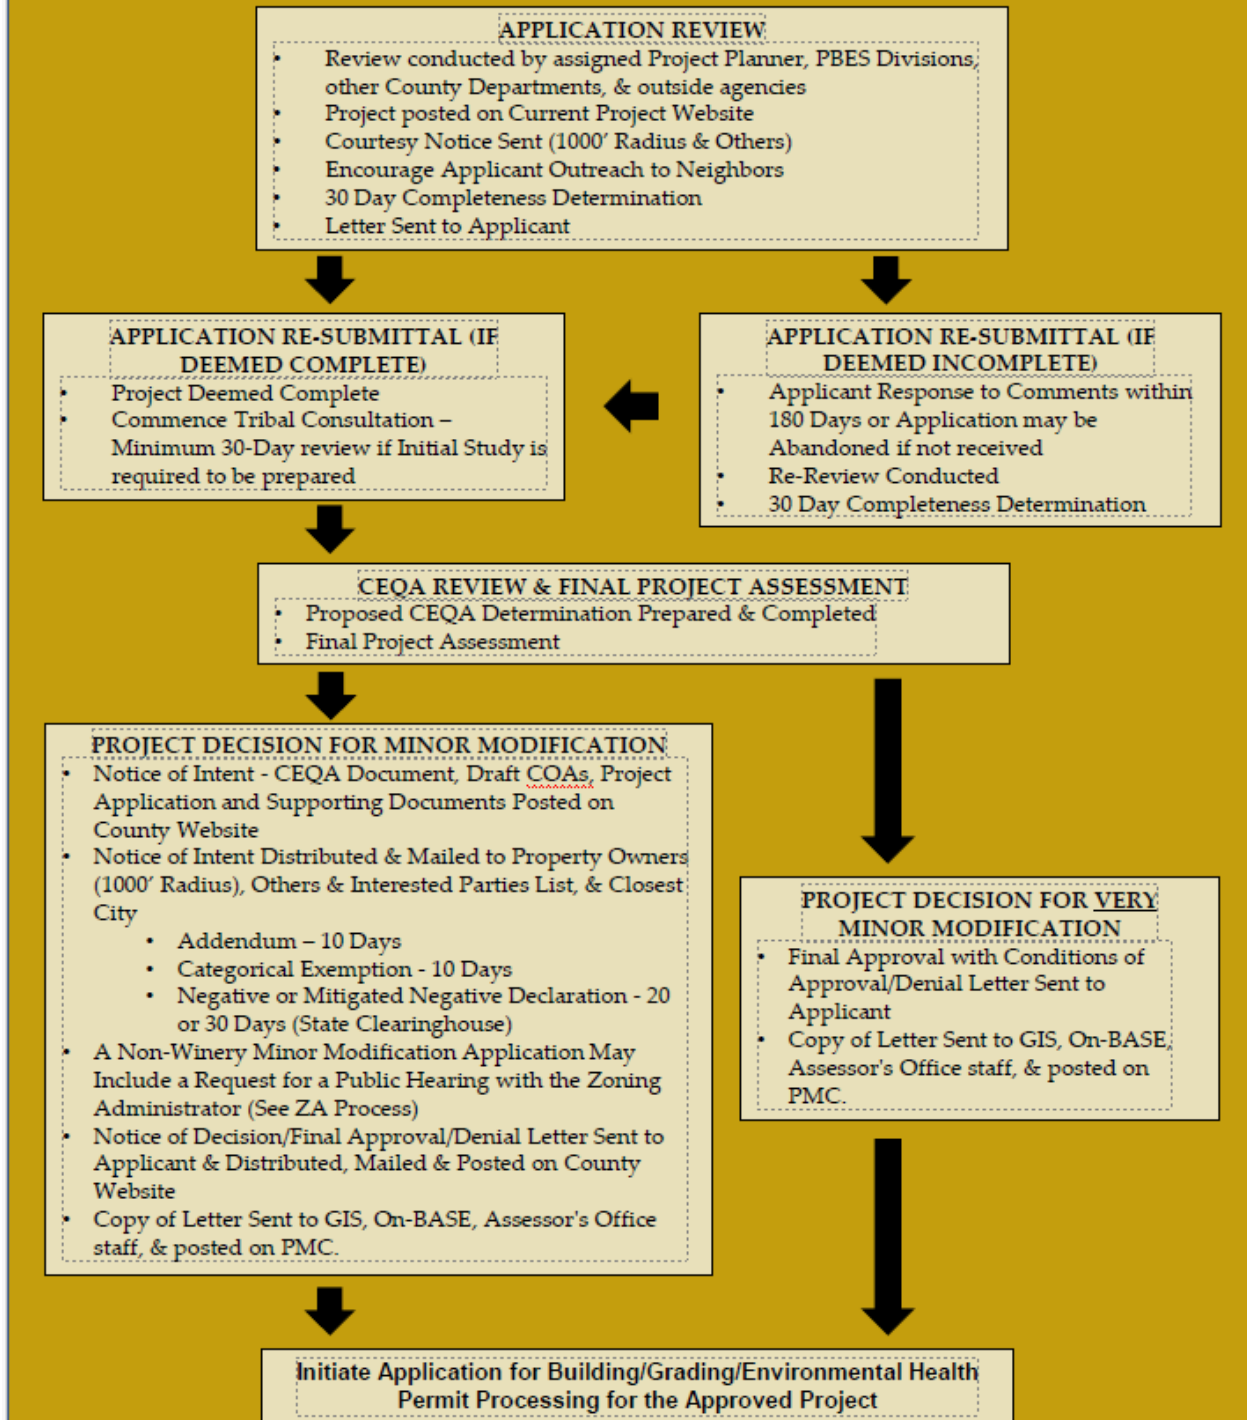 APPLICATION REVIEW
• Review conducted by assigned Project Planner, PBES Divisions,
other County Departments, & outside agencies
• Project posted on Current Project Website
• Courtesy Notice Sent (1000’ Radius & Others)
• Encourage Applicant Outreach to Neighbors
• 30 Day Completeness Determination
• Letter Sent to Applicant
APPLICATION RE-SUBMITTAL (IF
DEEMED COMPLETE)
• Project Deemed Complete
• Commence Tribal Consultation –
Minimum 30-Day review if Initial Study is
required to be prepared
APPLICATION RE-SUBMITTAL (IF
DEEMED INCOMPLETE)
• Applicant Response to Comments within
180 Days or Application may be
Abandoned if not received
• Re-Review Conducted
• 30 Day Completeness Determination
CEQA REVIEW & FINAL PROJECT ASSESSMENT
• Proposed CEQA Determination Prepared & Completed
• Final Project Assessment
PROJECT DECISION FOR MINOR MODIFICATION
• Notice of Intent - CEQA Document, Draft COAs, Project
Application and Supporting Documents Posted on
County Website
• Notice of Intent Distributed & Mailed to Property Owners
(1000’ Radius), Others & Interested Parties List, & Closest
City
• Addendum – 10 Days
• Categorical Exemption - 10 Days
• Negative or Mitigated Negative Declaration - 20
or 30 Days (State Clearinghouse)
• A Non-Winery Minor Modification Application May
Include a Request for a Public Hearing with the Zoning
Administrator (See ZA Process)
• Notice of Decision/Final Approval/Denial Letter Sent to
Applicant & Distributed, Mailed & Posted on County
Website
• Copy of Letter Sent to GIS, On-BASE, Assessor's Office
staff, & posted on PMC.
PROJECT DECISION FOR VERY
MINOR MODIFICATION
• Final Approval with Conditions of
Approval/Denial Letter Sent to
Applicant
• Copy of Letter Sent to GIS, On-BASE,
Assessor's Office staff, & posted on
PMC.
Initiate Application for Building/Grading/Environmental Health
Permit Processing for the Approved Project